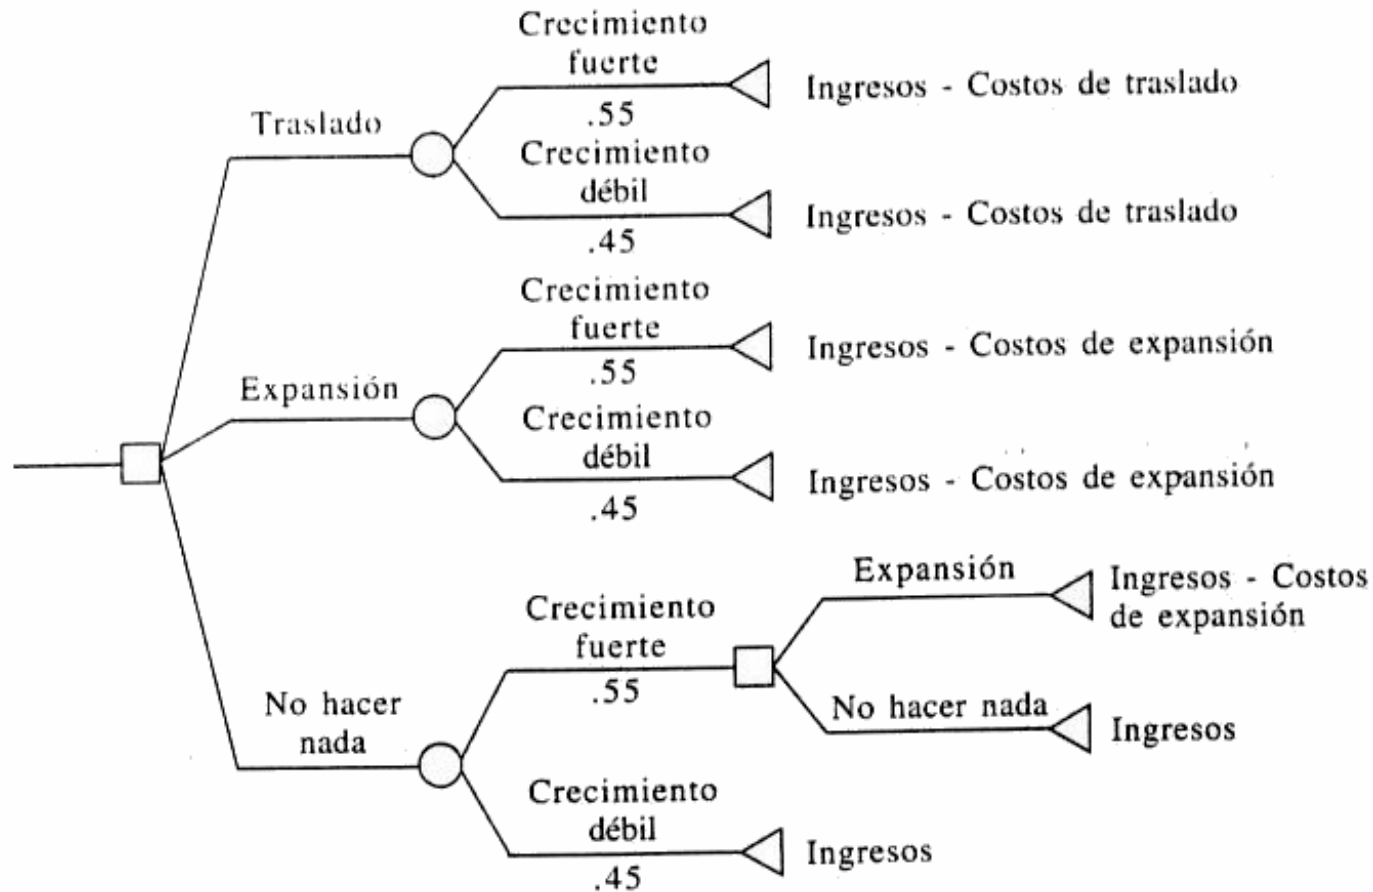 Crecimiento
fuerte
.55
Ingresos - Costos de traslado
Traslado
Crecimiento
débil
.45
Ingresos - Costos de traslado
Crecimiento
fuerte
.55
Ingresos - Costos de expansión
Expansión
Crecimiento
débil
.45
Ingresos - Costos de expansión
Expansión
Ingresos - Costos
de expansión
Crecimiento
fuerte
.55
No hacer nada
Ingresos
No hacer
nada
Crecimiento
débil
.45
Ingresos